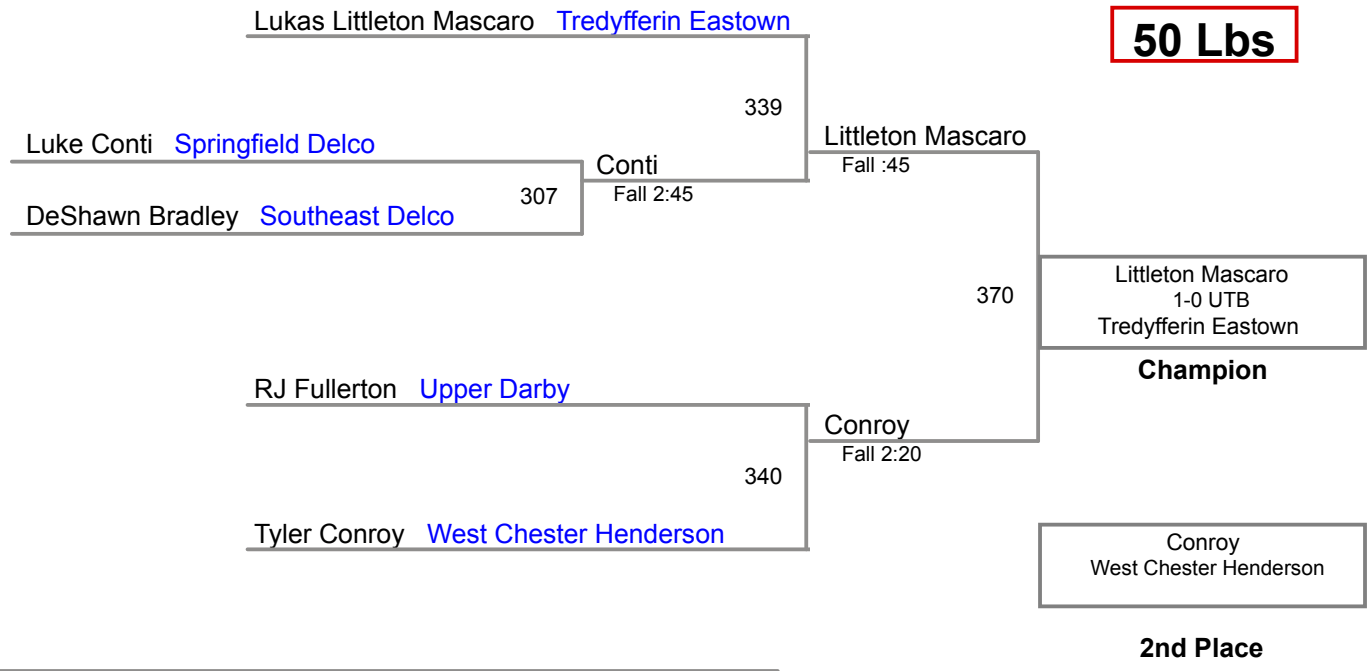 Lukas Littleton Mascaro Tredyfferin Eastown
50 Lbs
339
Luke Conti Springfield Delco
Littleton Mascaro
Fall :45
Conti
Fall 2:45
307
DeShawn Bradley Southeast Delco
370
Littleton Mascaro
1-0 UTB
Tredyfferin Eastown
Champion
RJ Fullerton Upper Darby
Conroy
Fall 2:20
340
Tyler Conroy West Chester Henderson
Conroy
West Chester Henderson
2nd Place